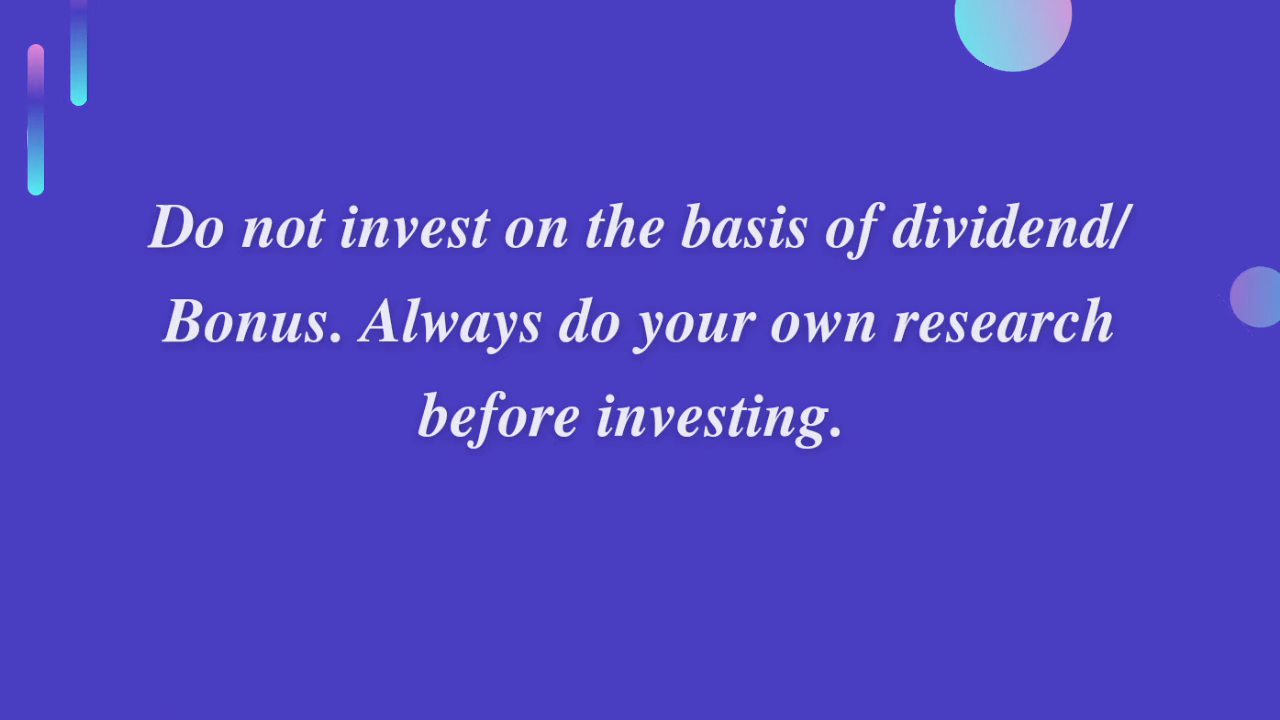 Do not invest on the basis of dividend/
Bonus. Always do your own research
before investing.